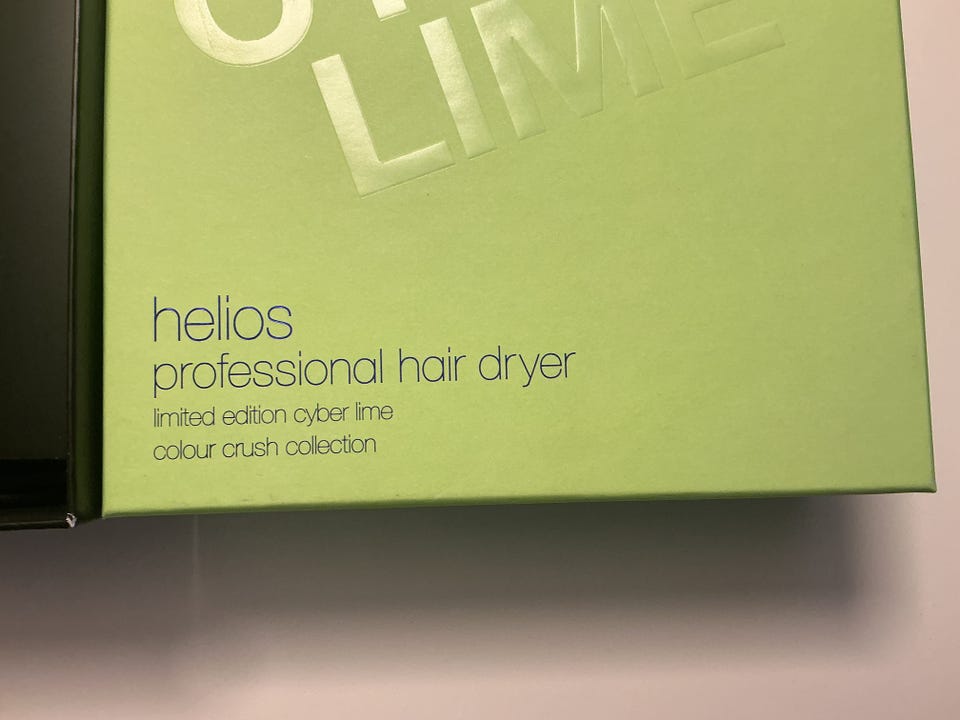 LIME
helios
professional hair dryer
limited edition cyber lime
colour crush collection